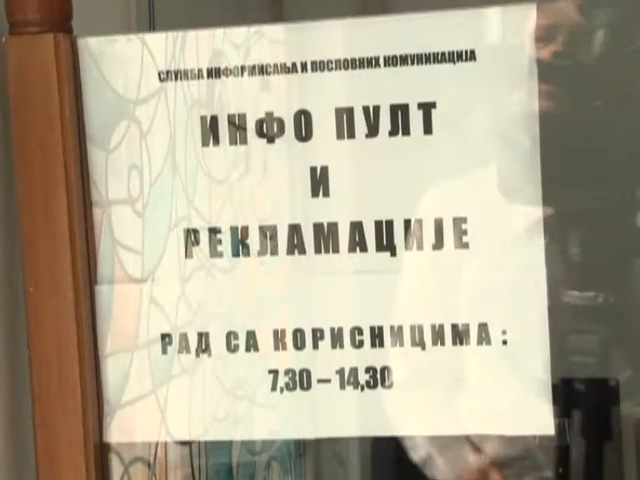 СЛУЖБА ИНФОРМИСАЊА И ПОСЛОВНИХ КОМУНИКАЦИЈА
ИНФО ПУЛТ
И
РЕКЛАМАЦИЈЕ
РАД СА КОРИСНИЦИМА :
7,30 – 14,30